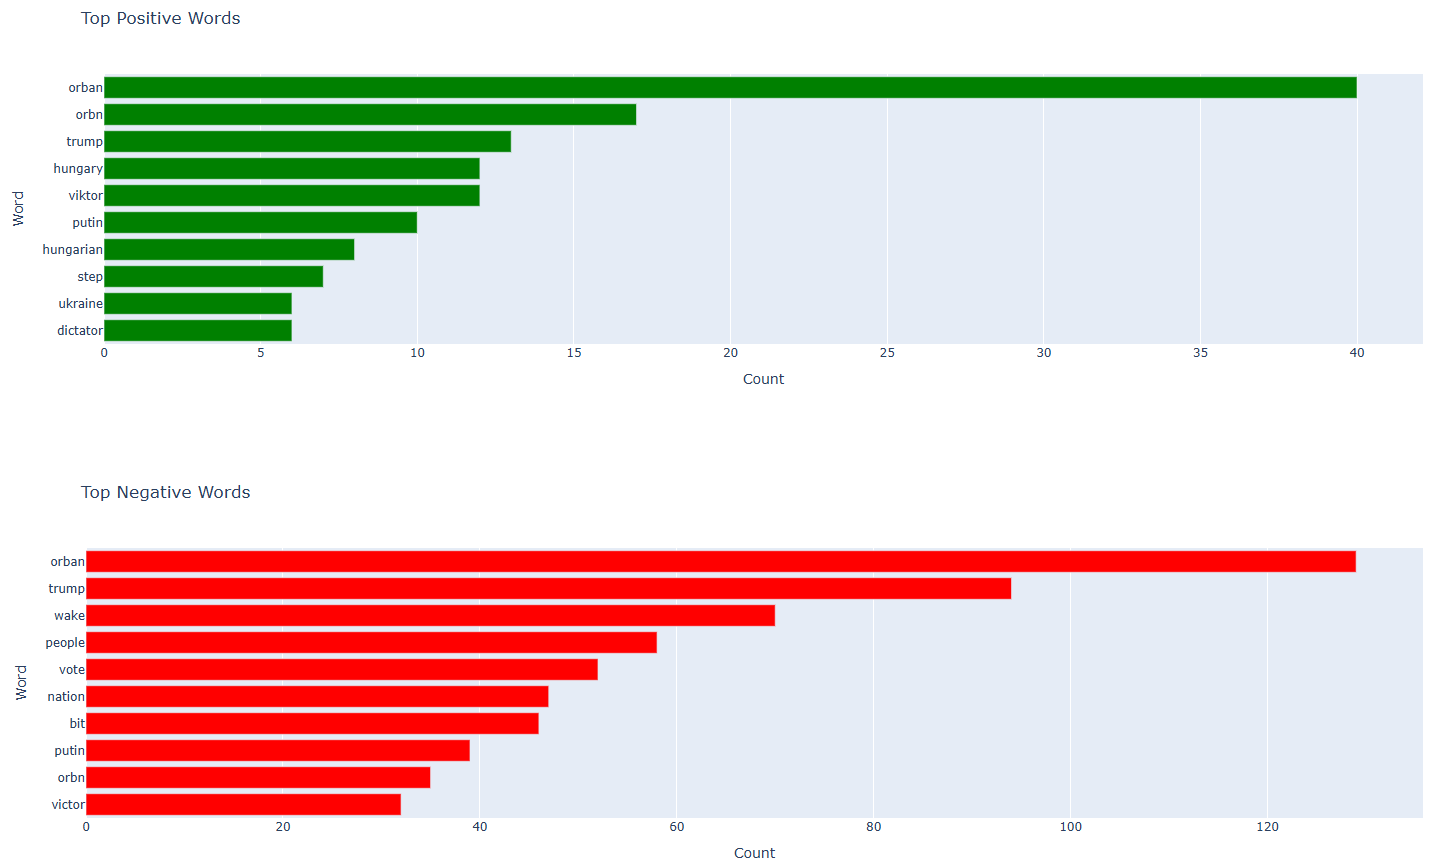 Top Positive Words
Word
orban
orbn
trump
hungary
viktor
putin
hungarian
step
ukraine
dictator
0 5 10 15 20 25 30 35 40
Count
Top Negative Words
Word
orban
trump
wake
people
vote
nation
bit
putin
orbn
victor
0 20 40 60 80 100 120
Count